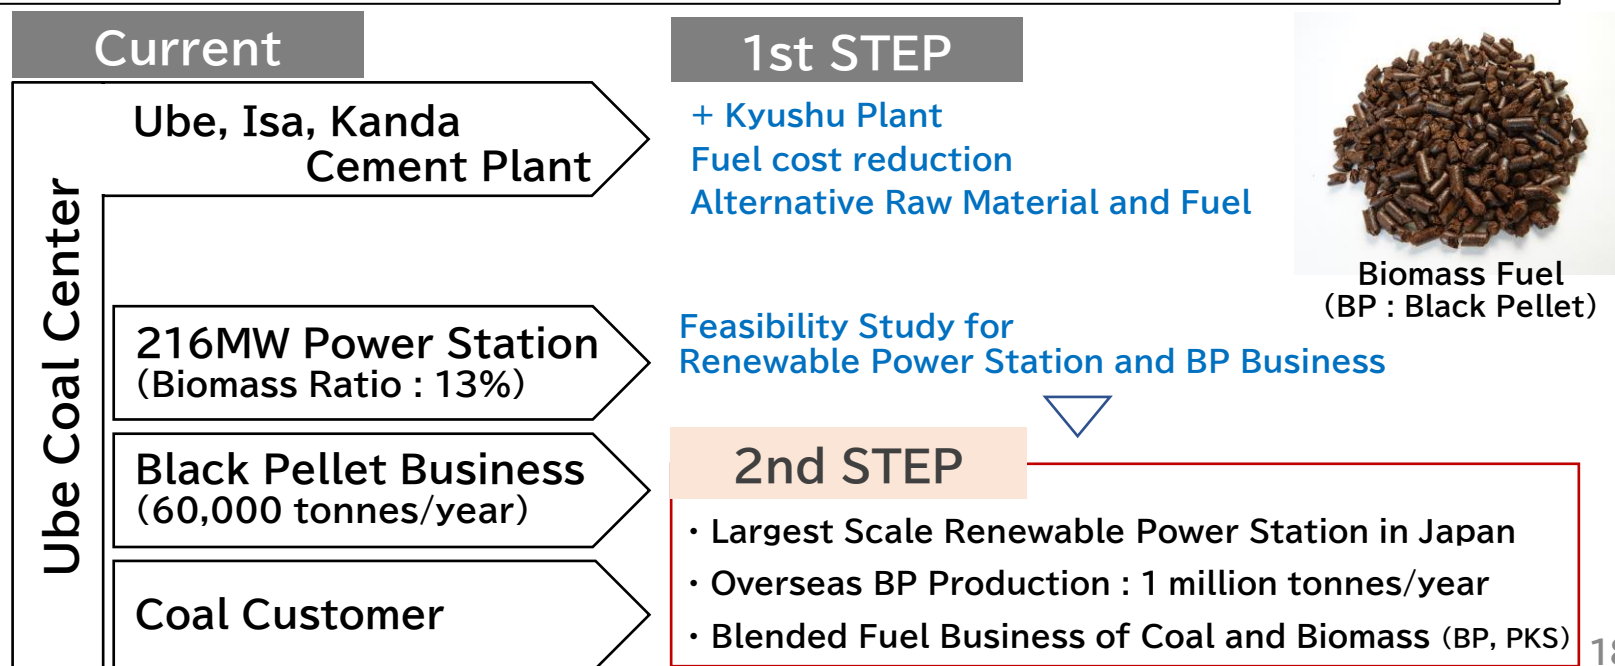 Current
Ube Coal Center
Ube, Isa, Kanda
Cement Plant
216MW Power Station
(Biomass Ratio : 13%)
Black Pellet Business
(60,000 tonnes/year)
Coal Customer
1st STEP
+ Kyushu Plant
Fuel cost reduction
Alternative Raw Material and Fuel
Biomass Fuel
(BP : Black Pellet)
Feasibility Study for
Renewable Power Station and BP Business
2nd STEP
・Largest Scale Renewable Power Station in Japan
・Overseas BP Production : 1 million tonnes/year
・Blended Fuel Business of Coal and Biomass (BP, PKS)